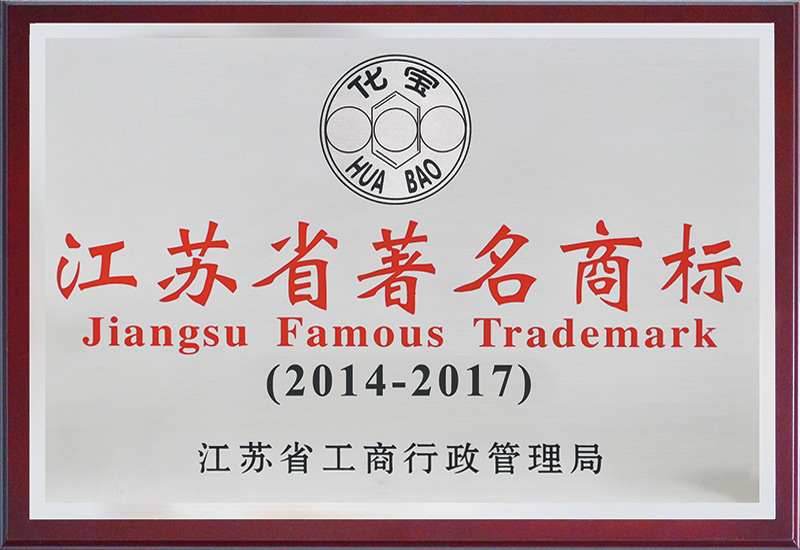 化宝
HUA BAO
江苏省著名商标
Jiangsu Famous Trademark
(2014-2017)
江苏省工商行政管理局